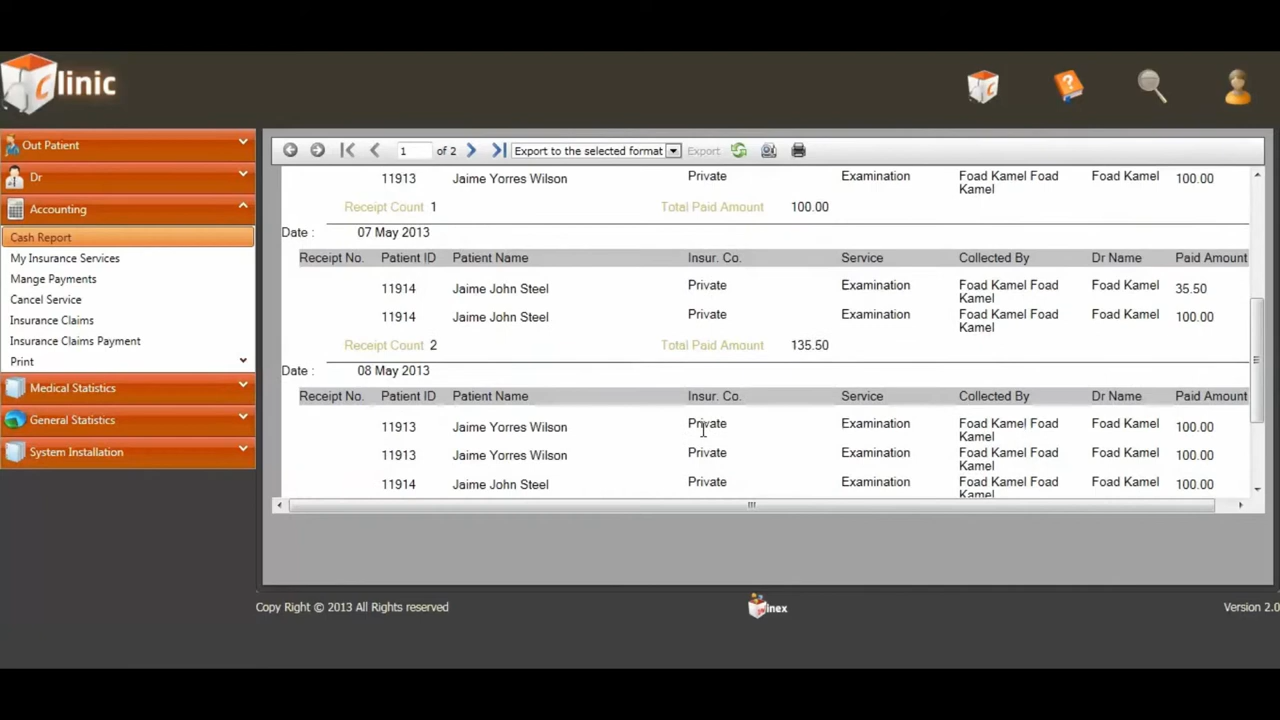 Clinic
Out Patient
Dr
Accounting
Cash Report
My Insurance Services
Mange Payments
Cancel Service
Insurance Claims
Insurance Claims Payment
Print
Medical Statistics
General Statistics
System Installation
1 of 2 Export to the selected format Export
11913 Jaime Yorres Wilson Private Examination Foad Kamel Foad Kamel Foad Kamel 100.00
Receipt Count 1 Total Paid Amount 100.00
Date : 07 May 2013
Receipt No. Patient ID Patient Name Insur. Co. Service Collected By Dr Name Paid Amount
11914 Jaime John Steel Private Examination Foad Kamel Foad Kamel Foad Kamel 35.50
11914 Jaime John Steel Private Examination Foad Kamel Foad Kamel Foad Kamel 100.00
Receipt Count 2 Total Paid Amount 135.50
Date : 08 May 2013
Receipt No. Patient ID Patient Name Insur. Co. Service Collected By Dr Name Paid Amount
11913 Jaime Yorres Wilson Private Examination Foad Kamel Foad Kamel Foad Kamel 100.00
11913 Jaime Yorres Wilson Private Examination Foad Kamel Foad Kamel Foad Kamel 100.00
11914 Jaime John Steel Private Examination Foad Kamel Foad Kamel Foad Kamel 100.00
Copy Right © 2013 All Rights reserved
inex
Version 2.0